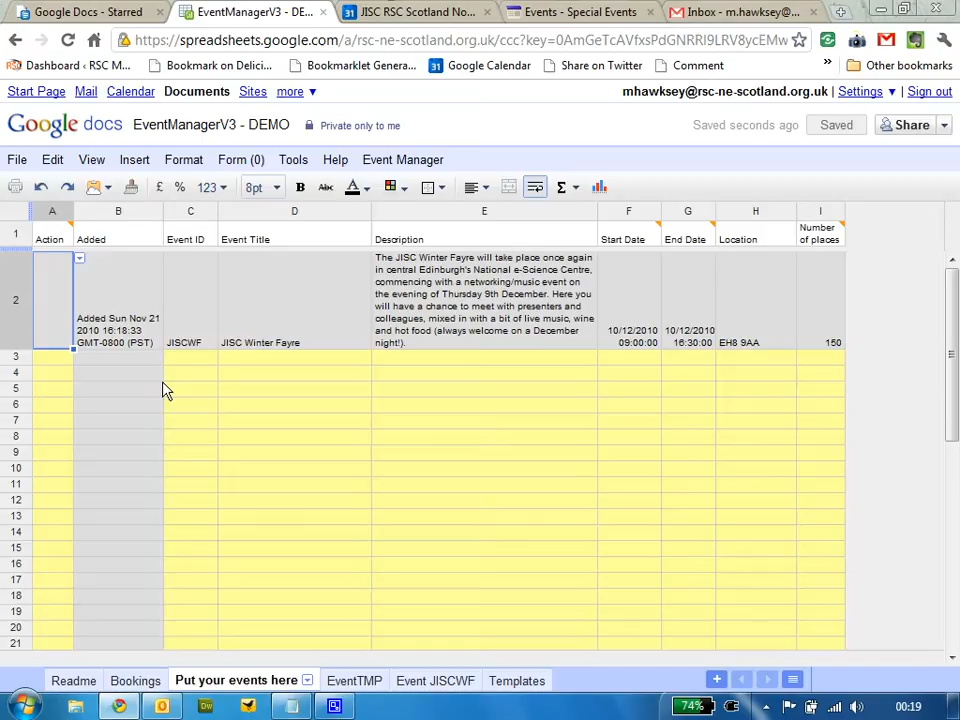 Google Docs - Starred
EventManagerV3 - DE...
JISC RSC Scotland No...
Events - Special Events
Inbox - m.hawksey@...
https://spreadsheets.google.com/a/rsc-ne-scotland.org.uk/ccc?key=0AmGeTcAVfxsPdGNRRl9LRV8ycEMw
Dashboard ‹ RSC M...
Bookmark on Delici...
Bookmarklet Genera...
31 Google Calendar
Share on Twitter
Comment
»
Other bookmarks
Start Page Mail Calendar Documents Sites more ▼
mhawksey@rsc-ne-scotland.org.uk | Settings ▼ | Sign out
Google docs EventManagerV3 - DEMO Private only to me
Saved seconds ago Saved Share
File Edit View Insert Format Form (0) Tools Help Event Manager
£ % 123 8pt B Abc A Σ
A B C D E F G H I
1 Action Added Event ID Event Title Description Start Date End Date Location Number of places
2
Added Sun Nov 21
2010 16:18:33
GMT-0800 (PST)
JISCWF
JISC Winter Fayre
The JISC Winter Fayre will take place once again
in central Edinburgh's National e-Science Centre,
commencing with a networking/music event on
the evening of Thursday 9th December. Here you
will have a chance to meet with presenters and
colleagues, mixed in with a bit of live music, wine
and hot food (always welcome on a December
night!).
10/12/2010
09:00:00
10/12/2010
16:30:00
EH8 9AA
150
3
4
5
6
7
8
9
10
11
12
13
14
15
16
17
18
19
20
21
Readme Bookings Put your events here EventTMP Event JISCWF Templates
74%
00:19